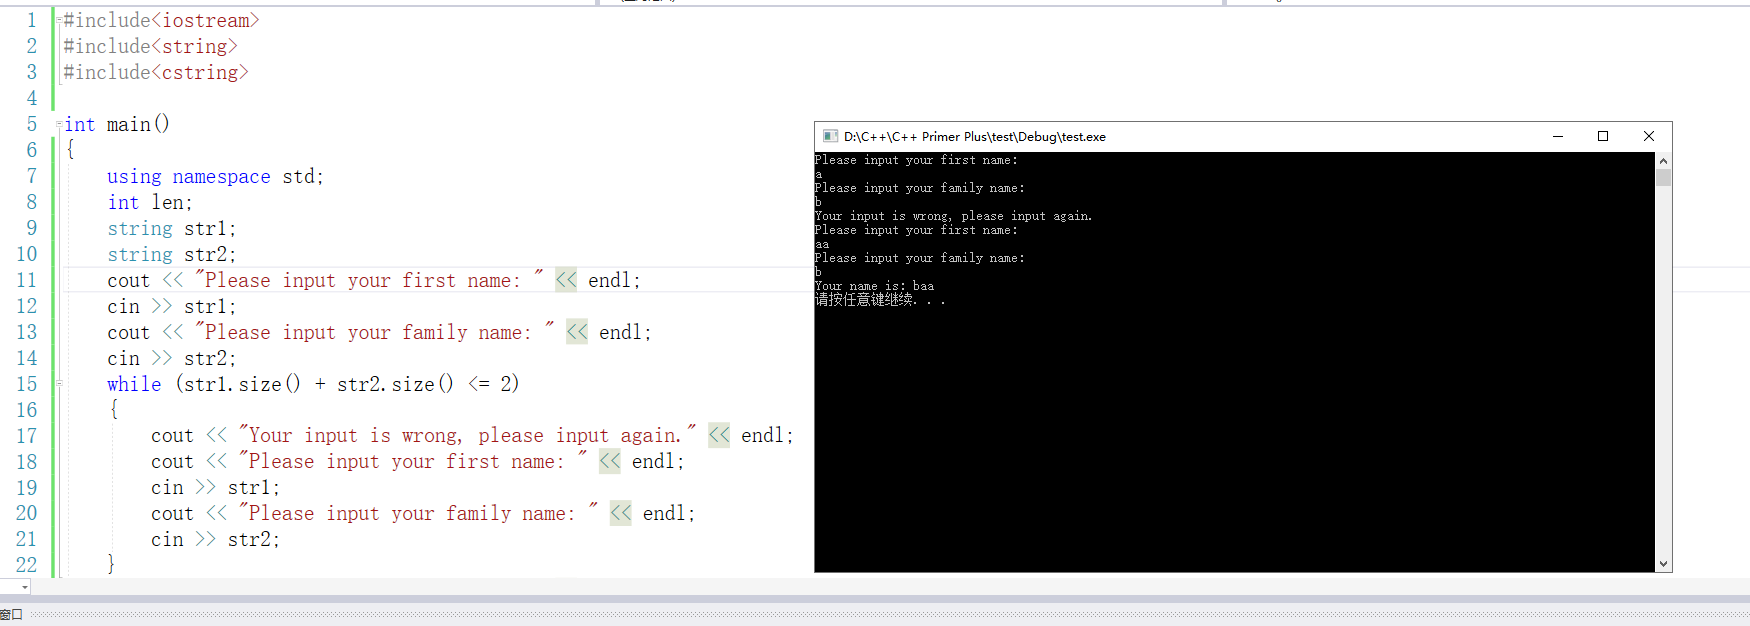 1 #include<iostream>
2 #include<string>
3 #include<cstring>
4
5 int main()
6 {
7 using namespace std;
8 int len;
9 string str1;
10 string str2;
11 cout << "Please input your first name: " << endl;
12 cin >> str1;
13 cout << "Please input your family name: " << endl;
14 cin >> str2;
15 while (str1.size() + str2.size() <= 2)
16 {
17 cout << "Your input is wrong, please input again." << endl;
18 cout << "Please input your first name: " << endl;
19 cin >> str1;
20 cout << "Please input your family name: " << endl;
21 cin >> str2;
22 }
窗口
D:\C++\C++ Primer Plus\test\Debug\test.exe
Please input your first name:
a
Please input your family name:
b
Your input is wrong, please input again.
Please input your first name:
aa
Please input your family name:
b
Your name is: baa
请按任意键继续. . .